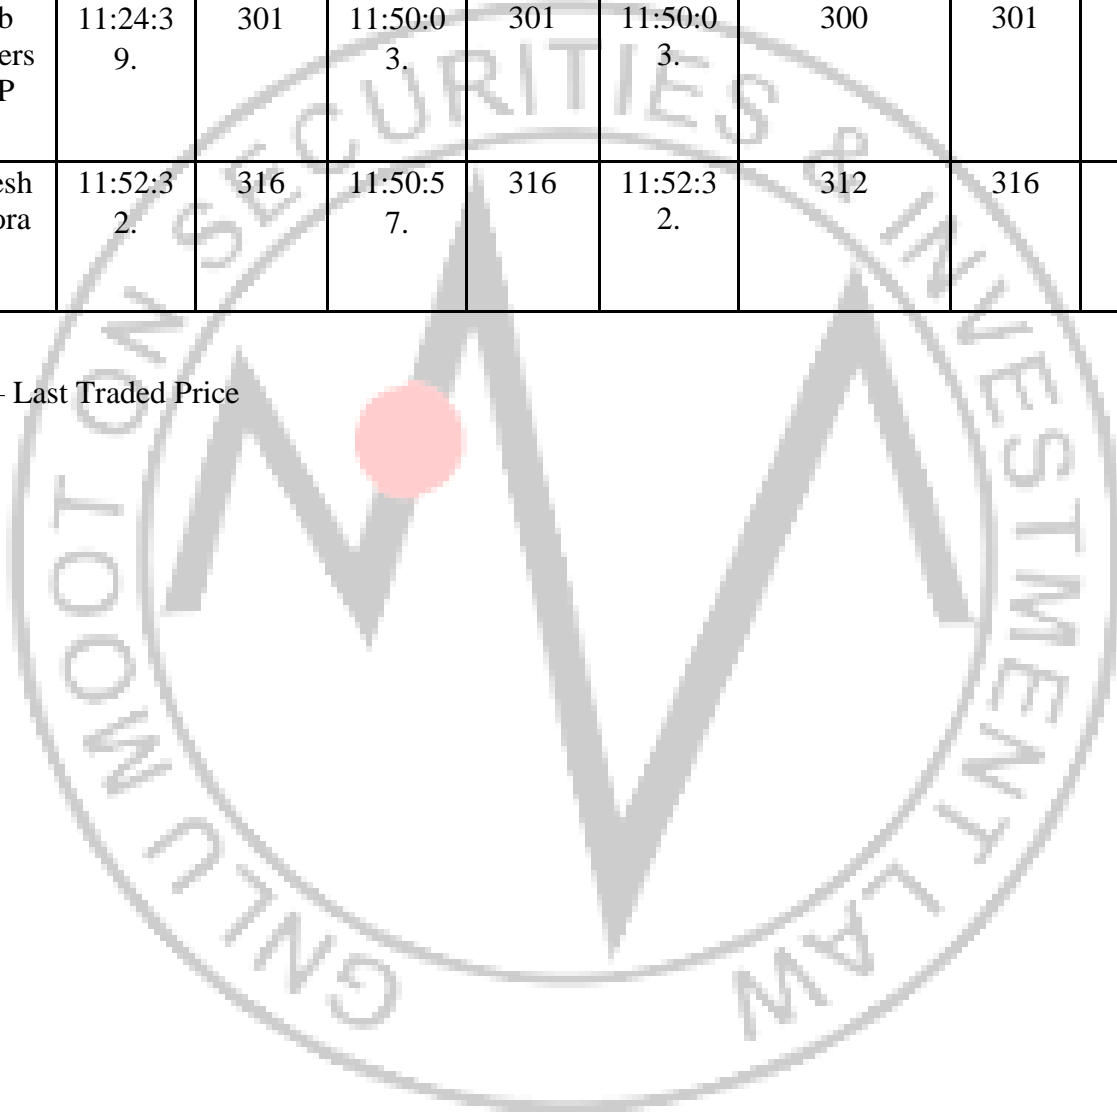 b 11:24:3 301 11:50:0 301 11:50:0 300 301
ers 9. 3. 3.
P
esh 11:52:3 316 11:50:5 316 11:52:3 312 316
ora 2. 7. 2.
– Last Traded Price
GNLU MOOT ON SECURITIES & INVESTMENT LAW